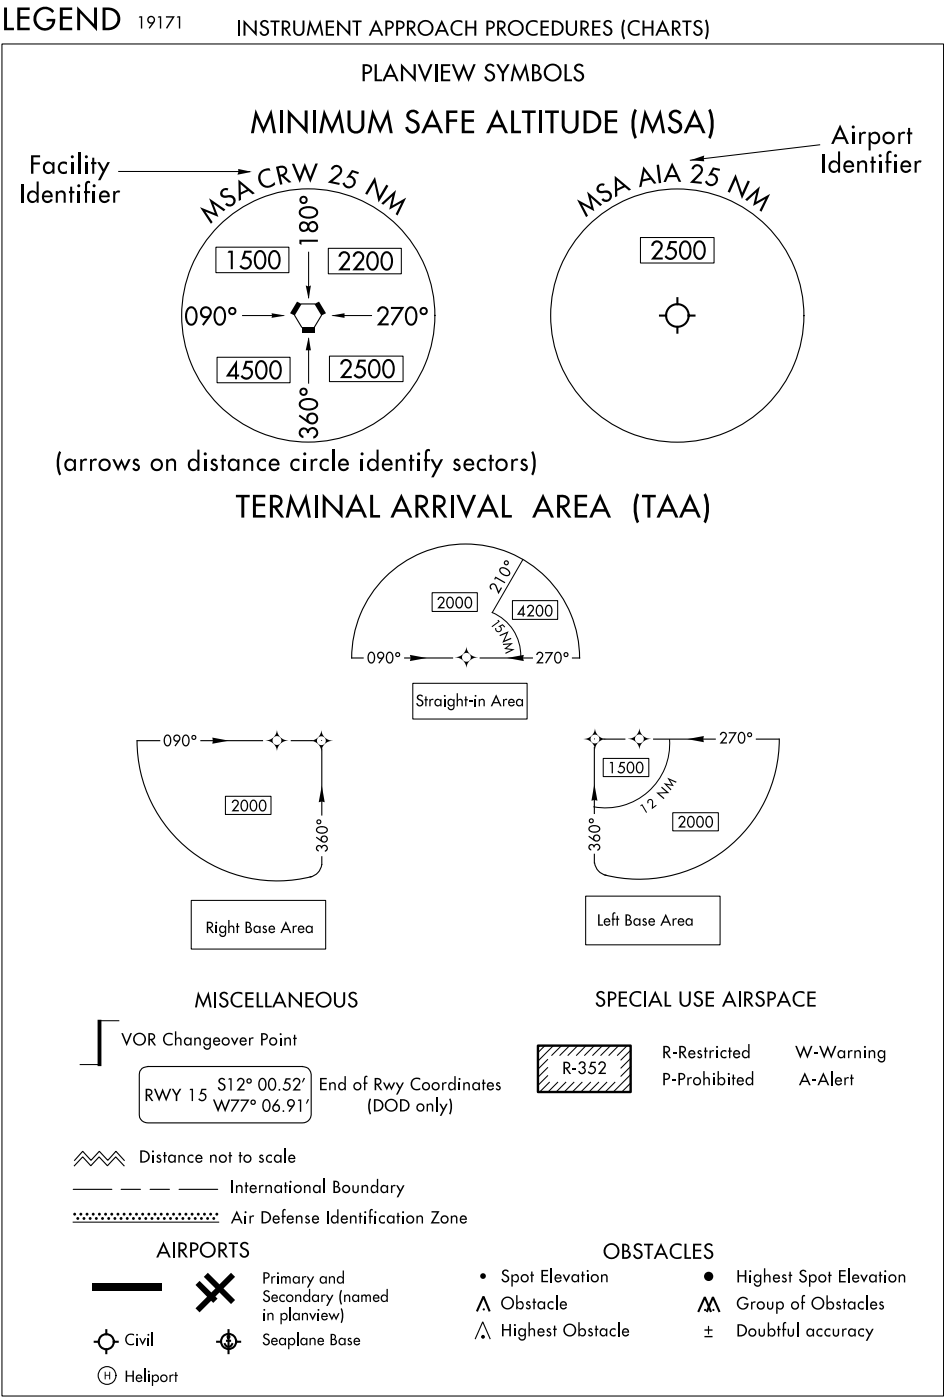 LEGEND 19171
INSTRUMENT APPROACH PROCEDURES (CHARTS)
PLANVIEW SYMBOLS
MINIMUM SAFE ALTITUDE (MSA)
Facility
Identifier
MSA CRW 25 NM
180°
1500
2200
090°
270°
4500
2500
360°
Airport
Identifier
MSA AIA 25 NM
2500
(arrows on distance circle identify sectors)
TERMINAL ARRIVAL AREA (TAA)
210°
2000
4200
15NM
090°
270°
Straight-in Area
090°
2000
360°
Right Base Area
270°
1500
12 NM
2000
360°
Left Base Area
MISCELLANEOUS
VOR Changeover Point
RWY 15
S12° 00.52'
W77° 06.91'
End of Rwy Coordinates
(DOD only)
Distance not to scale
International Boundary
Air Defense Identification Zone
SPECIAL USE AIRSPACE
R-352
R-Restricted
W-Warning
P-Prohibited
A-Alert
AIRPORTS
Primary and
Secondary (named
in planview)
Civil
Seaplane Base
H
Heliport
OBSTACLES
Spot Elevation
Highest Spot Elevation
Obstacle
Group of Obstacles
Highest Obstacle
± Doubtful accuracy